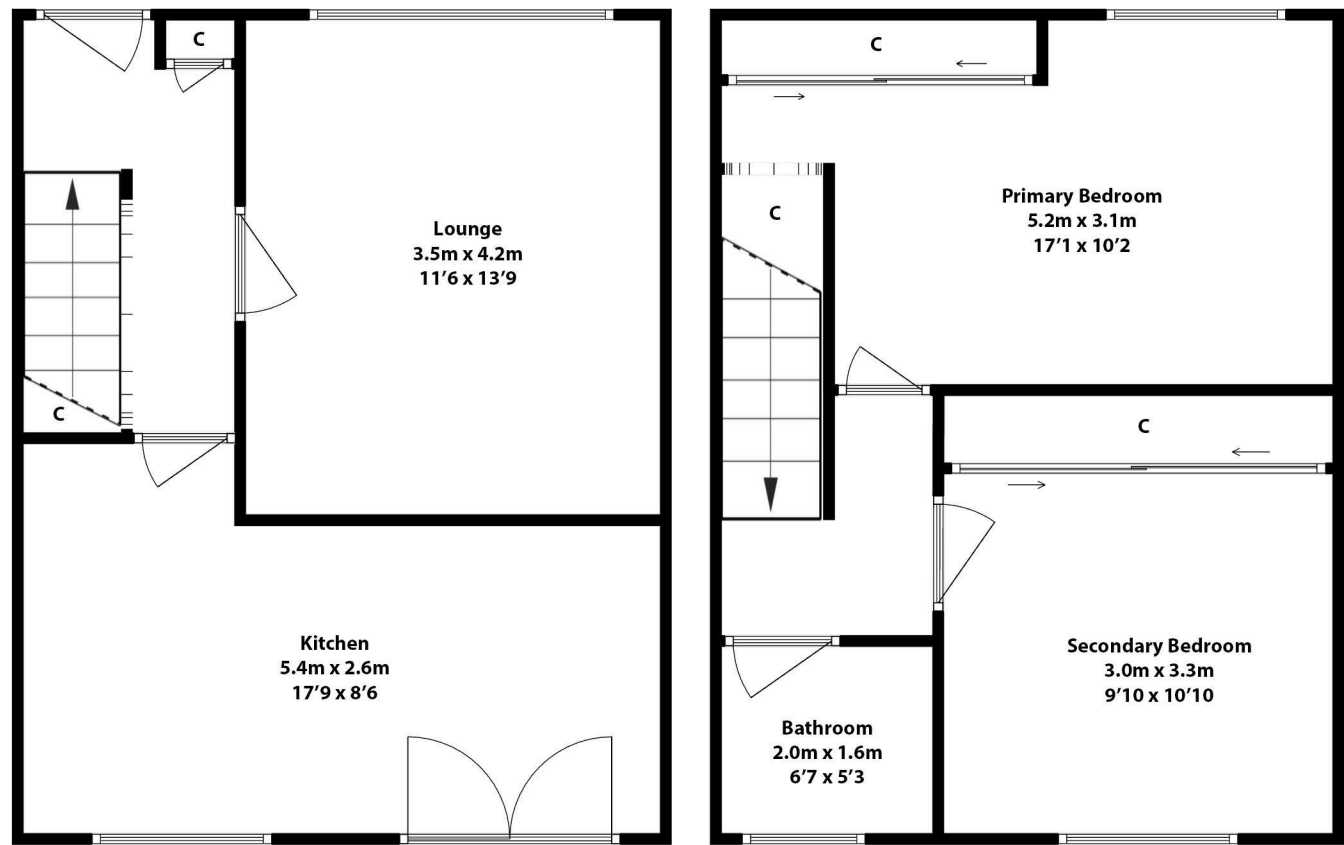 C
Lounge
3.5m x 4.2m
11’6 x 13’9
C
Kitchen
5.4m x 2.6m
17’9 x 8’6
C
C
Primary Bedroom
5.2m x 3.1m
17’1 x 10’2
C
Secondary Bedroom
3.0m x 3.3m
9’10 x 10’10
Bathroom
2.0m x 1.6m
6’7 x 5’3